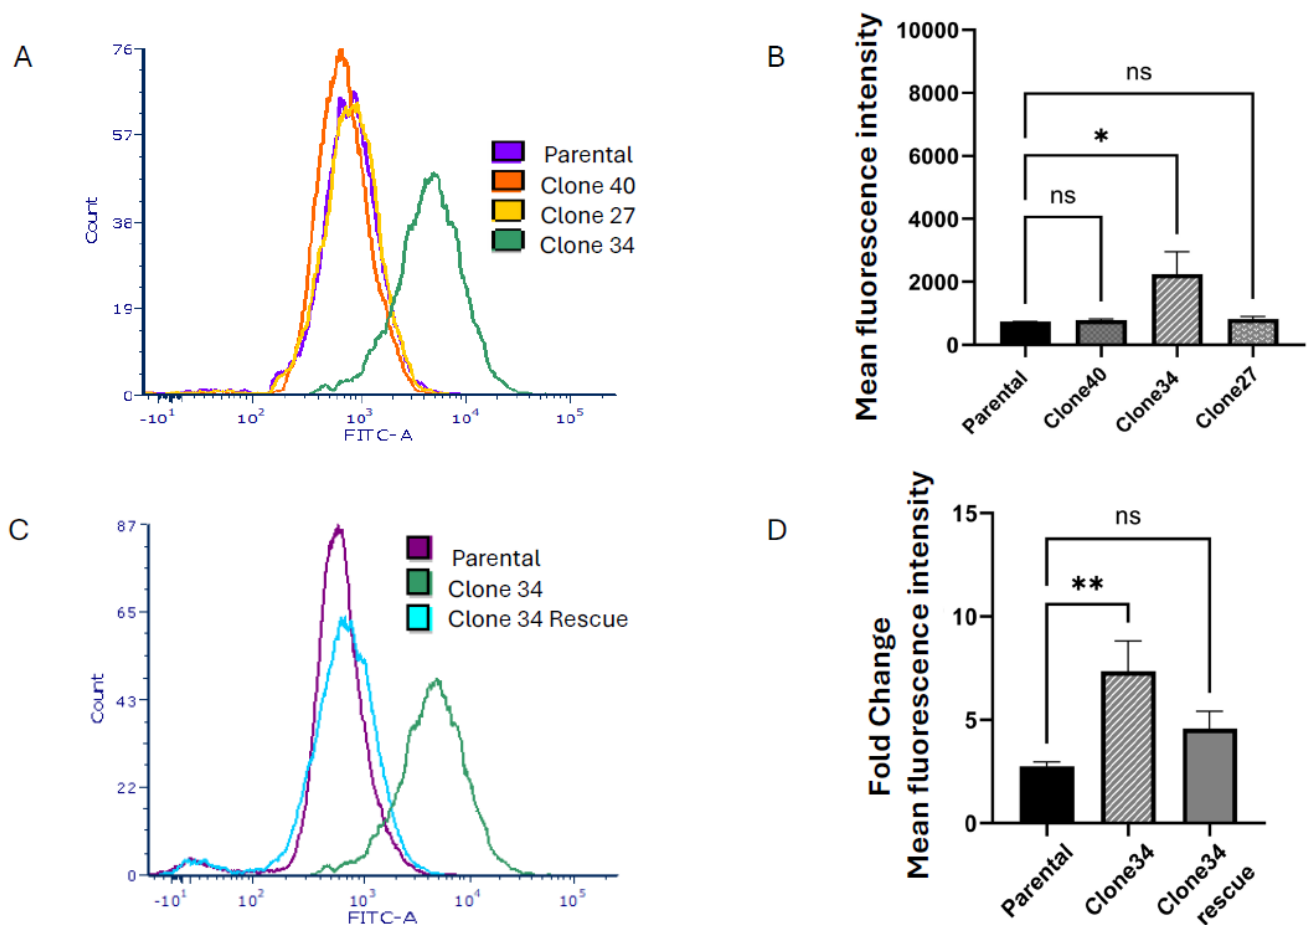 A
76
57
38
19
0
Count
-10¹ 10² 10³ 10⁴ 10⁵
FITC-A
Parental
Clone 40
Clone 27
Clone 34
B
Mean fluorescence intensity
10000
8000
6000
4000
2000
0
ns
*
ns
Parental
Clone40
Clone34
Clone27
C
87
65
43
22
0
Count
-10¹ 10² 10³ 10⁴ 10⁵
FITC-A
Parental
Clone 34
Clone 34 Rescue
D
Fold Change
Mean fluorescence intensity
15
10
5
0
ns
**
Parental
Clone34
Clone34
rescue